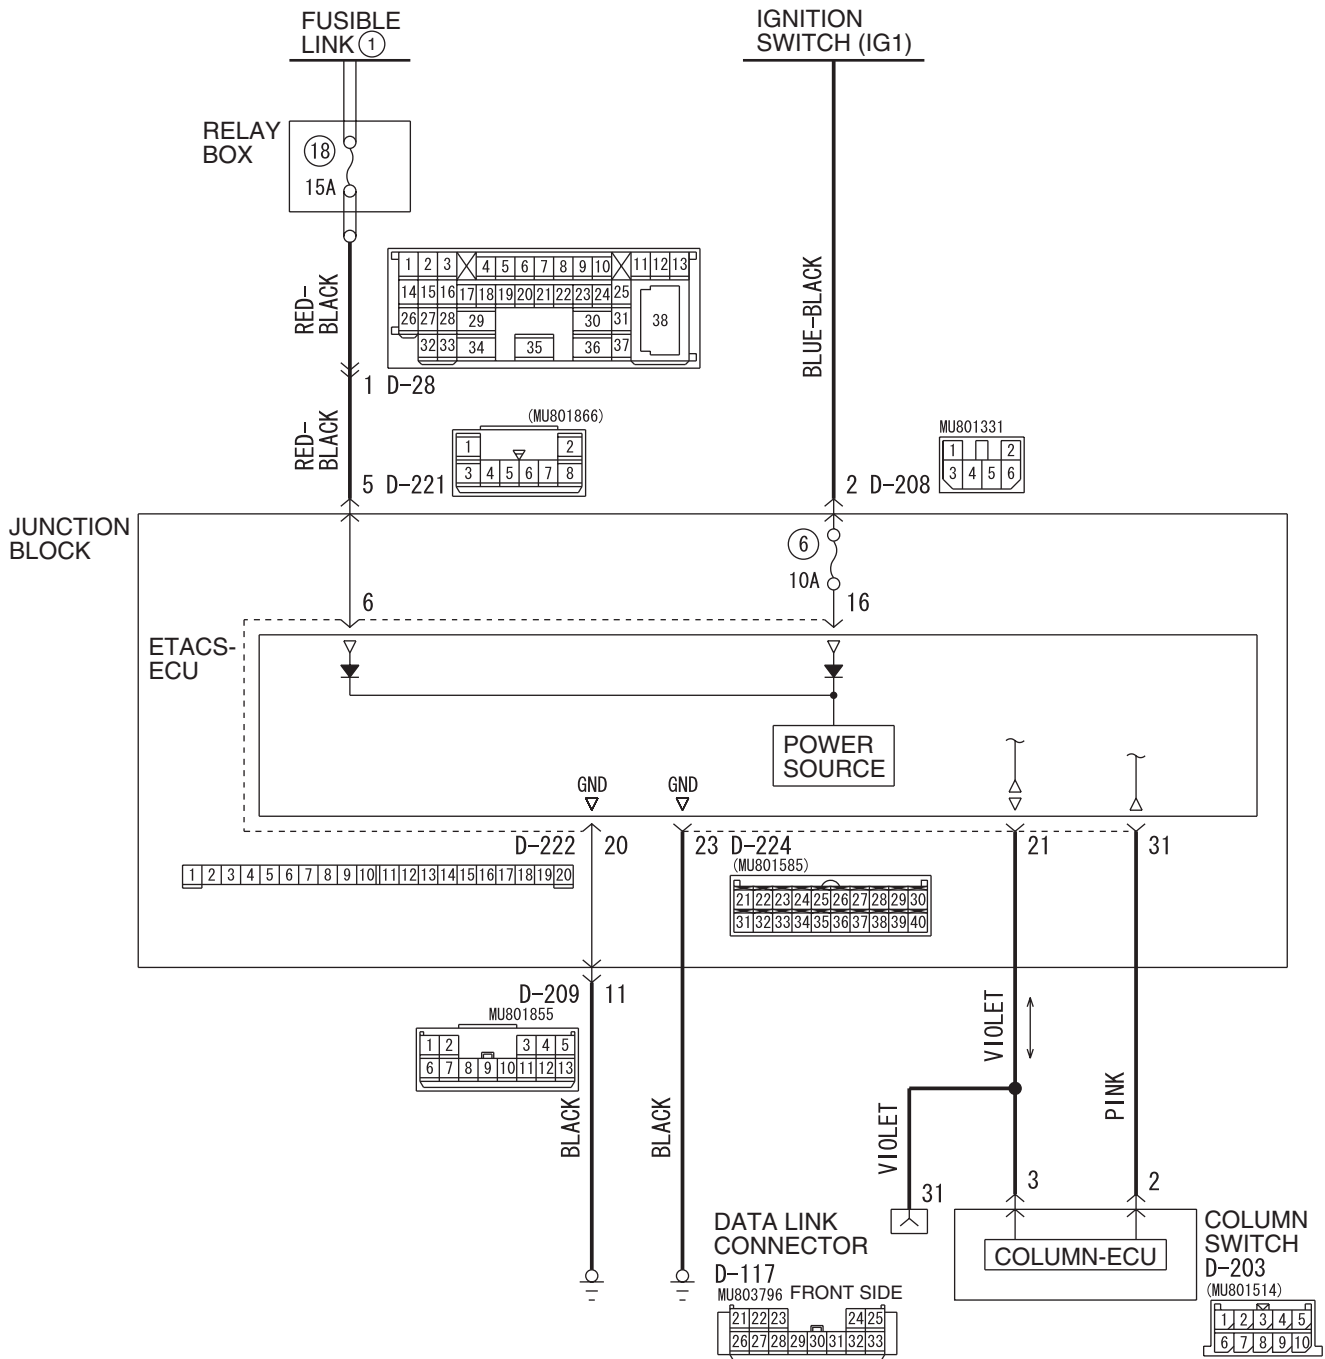 FUSIBLE
LINK 1
IGNITION
SWITCH (IG1)
RELAY
BOX
18
15A
RED-
BLACK
1 2 3 4 5 6 7 8 9 10 11 12 13
14 15 16 17 18 19 20 21 22 23 24 25
26 27 28 29 30 31 38
32 33 34 35 36 37
BLUE-BLACK
1 D-28
RED-
BLACK
(MU801866)
1 2
3 4 5 6 7 8
5 D-221
MU801331
1 2
3 4 5 6
2 D-208
JUNCTION
BLOCK
6
10A
6
16
ETACS-
ECU
POWER
SOURCE
GND
GND
D-222 20
23 D-224
(MU801585)
21
31
1 2 3 4 5 6 7 8 9 10 11 12 13 14 15 16 17 18 19 20
21 22 23 24 25 26 27 28 29 30
31 32 33 34 35 36 37 38 39 40
D-209 11
MU801855
1 2 3 4 5
6 7 8 9 10 11 12 13
BLACK
BLACK
VIOLET
VIOLET
PINK
31
3
2
DATA LINK
CONNECTOR
D-117
MU803796 FRONT SIDE
21 22 23 24 25
26 27 28 29 30 31 32 33
COLUMN-ECU
COLUMN
SWITCH
D-203
(MU801514)
1 2 3 4 5
6 7 8 9 10